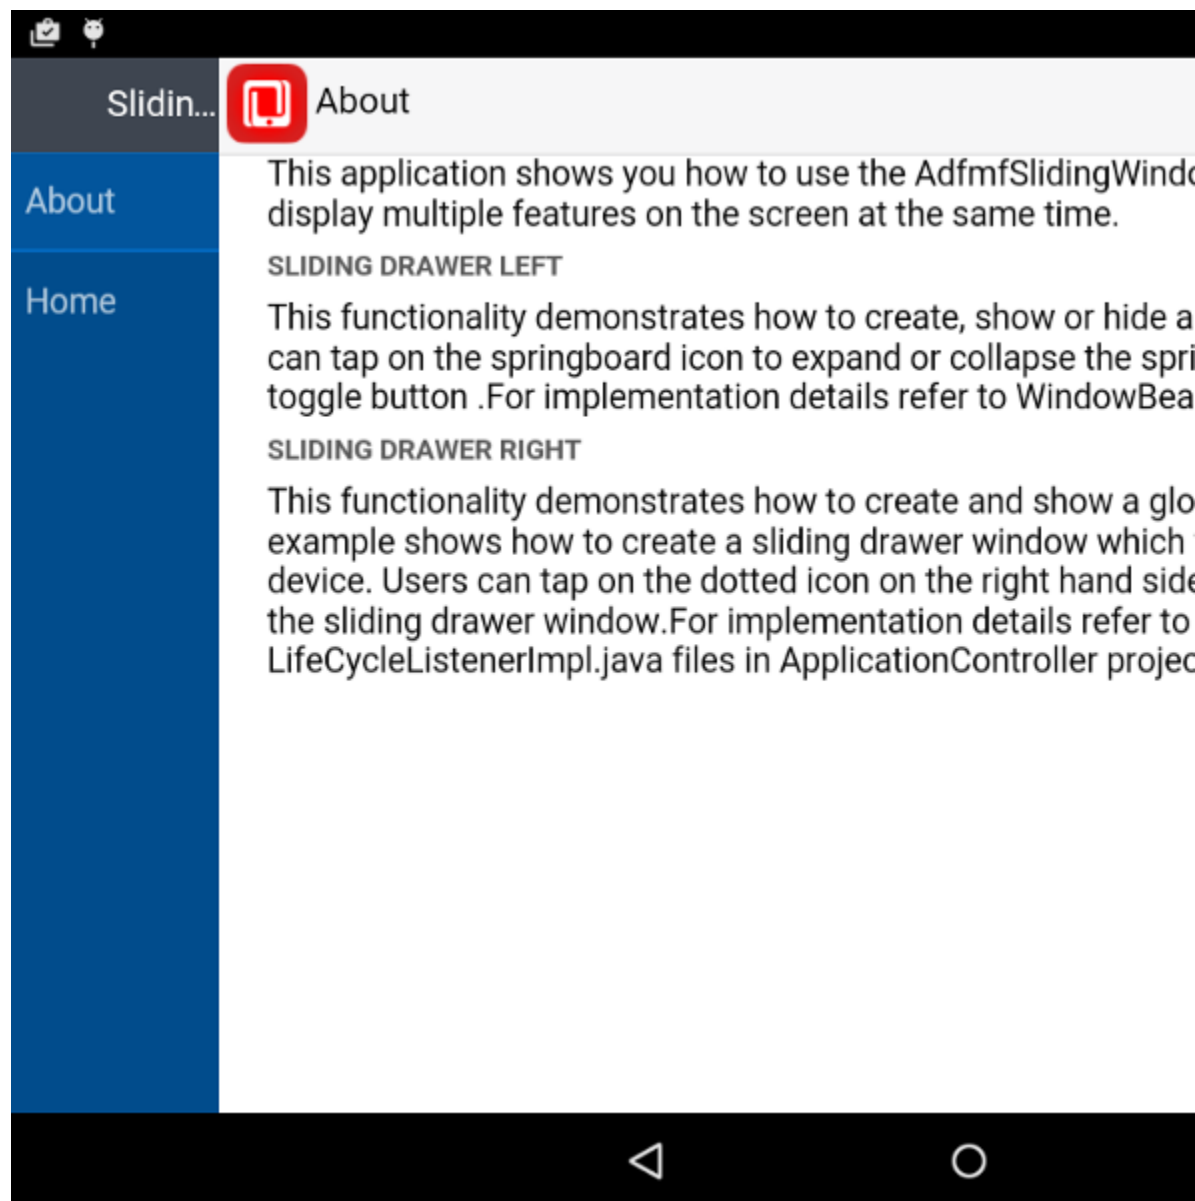 Slidin...
About
About
Home
This application shows you how to use the AdfmfSlidingWindo
display multiple features on the screen at the same time.
SLIDING DRAWER LEFT
This functionality demonstrates how to create, show or hide a
can tap on the springboard icon to expand or collapse the spri
toggle button .For implementation details refer to WindowBea
SLIDING DRAWER RIGHT
This functionality demonstrates how to create and show a glo
example shows how to create a sliding drawer window which
device. Users can tap on the dotted icon on the right hand side
the sliding drawer window.For implementation details refer to
LifeCycleListenerImpl.java files in ApplicationController projec